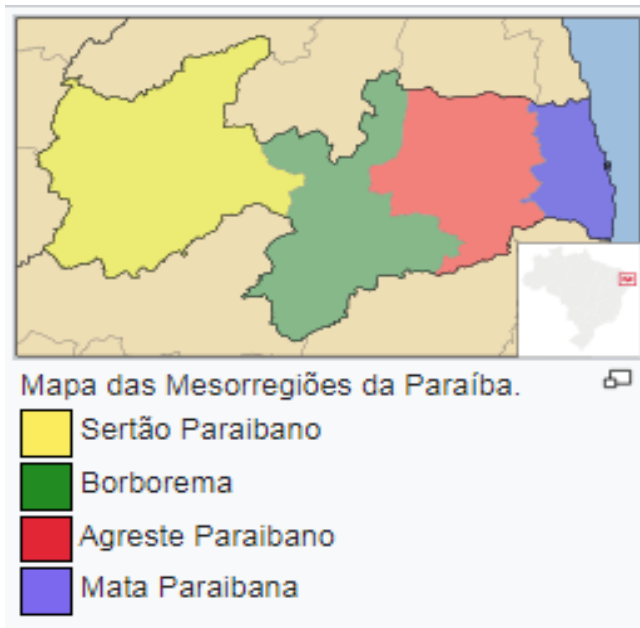 Mapa das Mesorregiões da Paraíba.
Sertão Paraibano
Borborema
Agreste Paraibano
Mata Paraibana